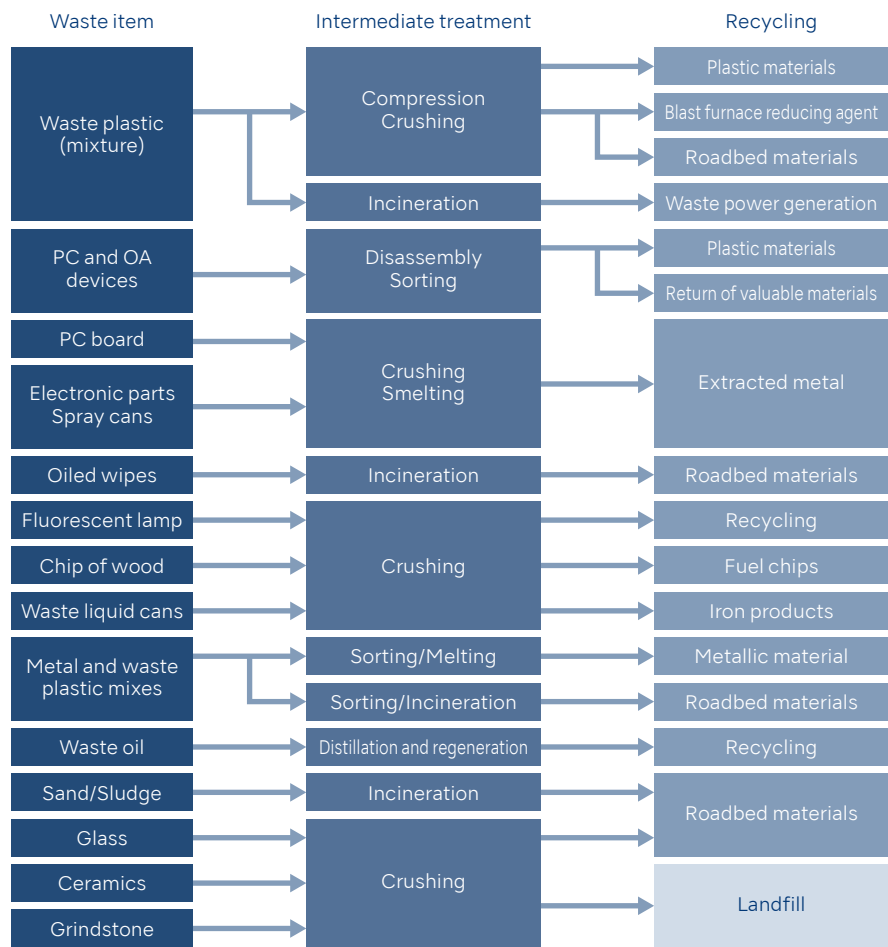 Waste item
Intermediate treatment
Recycling
Waste plastic
(mixture)
Compression
Crushing
Plastic materials
Blast furnace reducing agent
Roadbed materials
Incineration
Waste power generation
PC and OA
devices
Disassembly
Sorting
Plastic materials
Return of valuable materials
PC board
Electronic parts
Spray cans
Crushing
Smelting
Extracted metal
Oiled wipes
Incineration
Roadbed materials
Fluorescent lamp
Chip of wood
Waste liquid cans
Crushing
Recycling
Fuel chips
Iron products
Metal and waste
plastic mixes
Sorting/Melting
Metallic material
Sorting/Incineration
Roadbed materials
Waste oil
Distillation and regeneration
Recycling
Sand/Sludge
Incineration
Roadbed materials
Glass
Ceramics
Grindstone
Crushing
Landfill